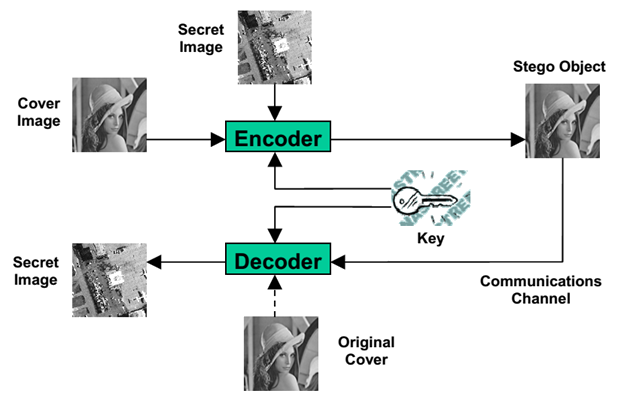 Secret
Image
Stego Object
Cover
Image
Encoder
Key
Secret
Image
Decoder
Communications
Channel
Original
Cover